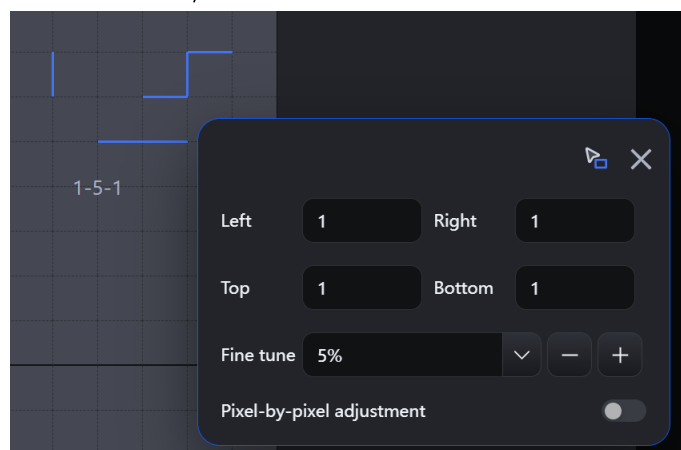 1-5-1
Left 1 Right 1
Top 1 Bottom 1
Fine tune 5%
Pixel-by-pixel adjustment